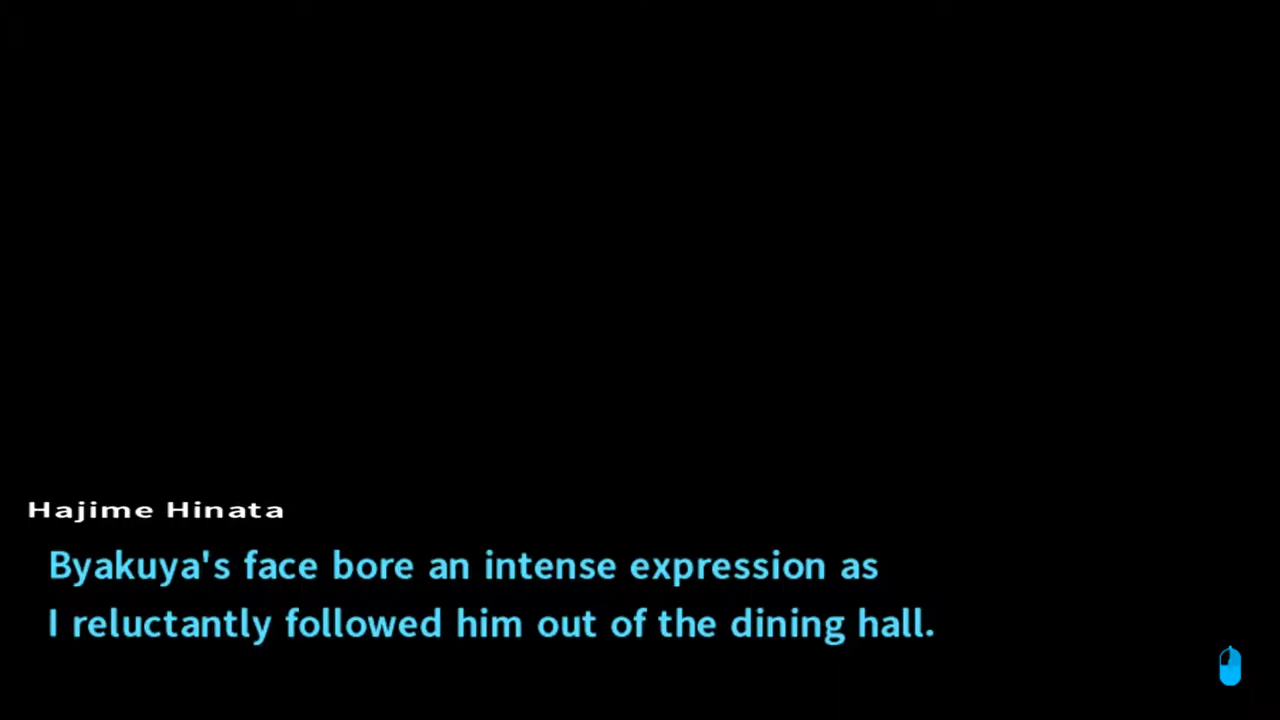 Hajime Hinata
Byakuya's face bore an intense expression as
I reluctantly followed him out of the dining hall.